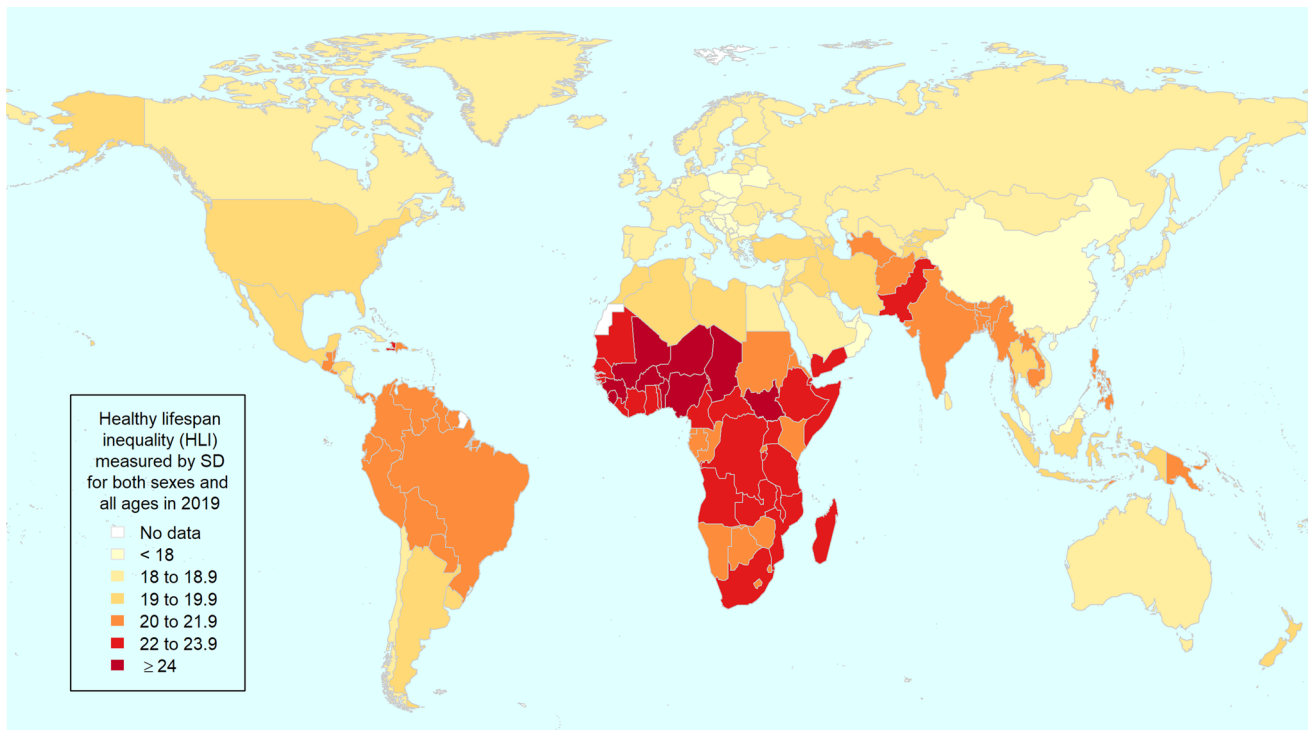 Healthy lifespan
inequality (HLI)
measured by SD
for both sexes and
all ages in 2019
No data
< 18
18 to 18.9
19 to 19.9
20 to 21.9
22 to 23.9
≥ 24